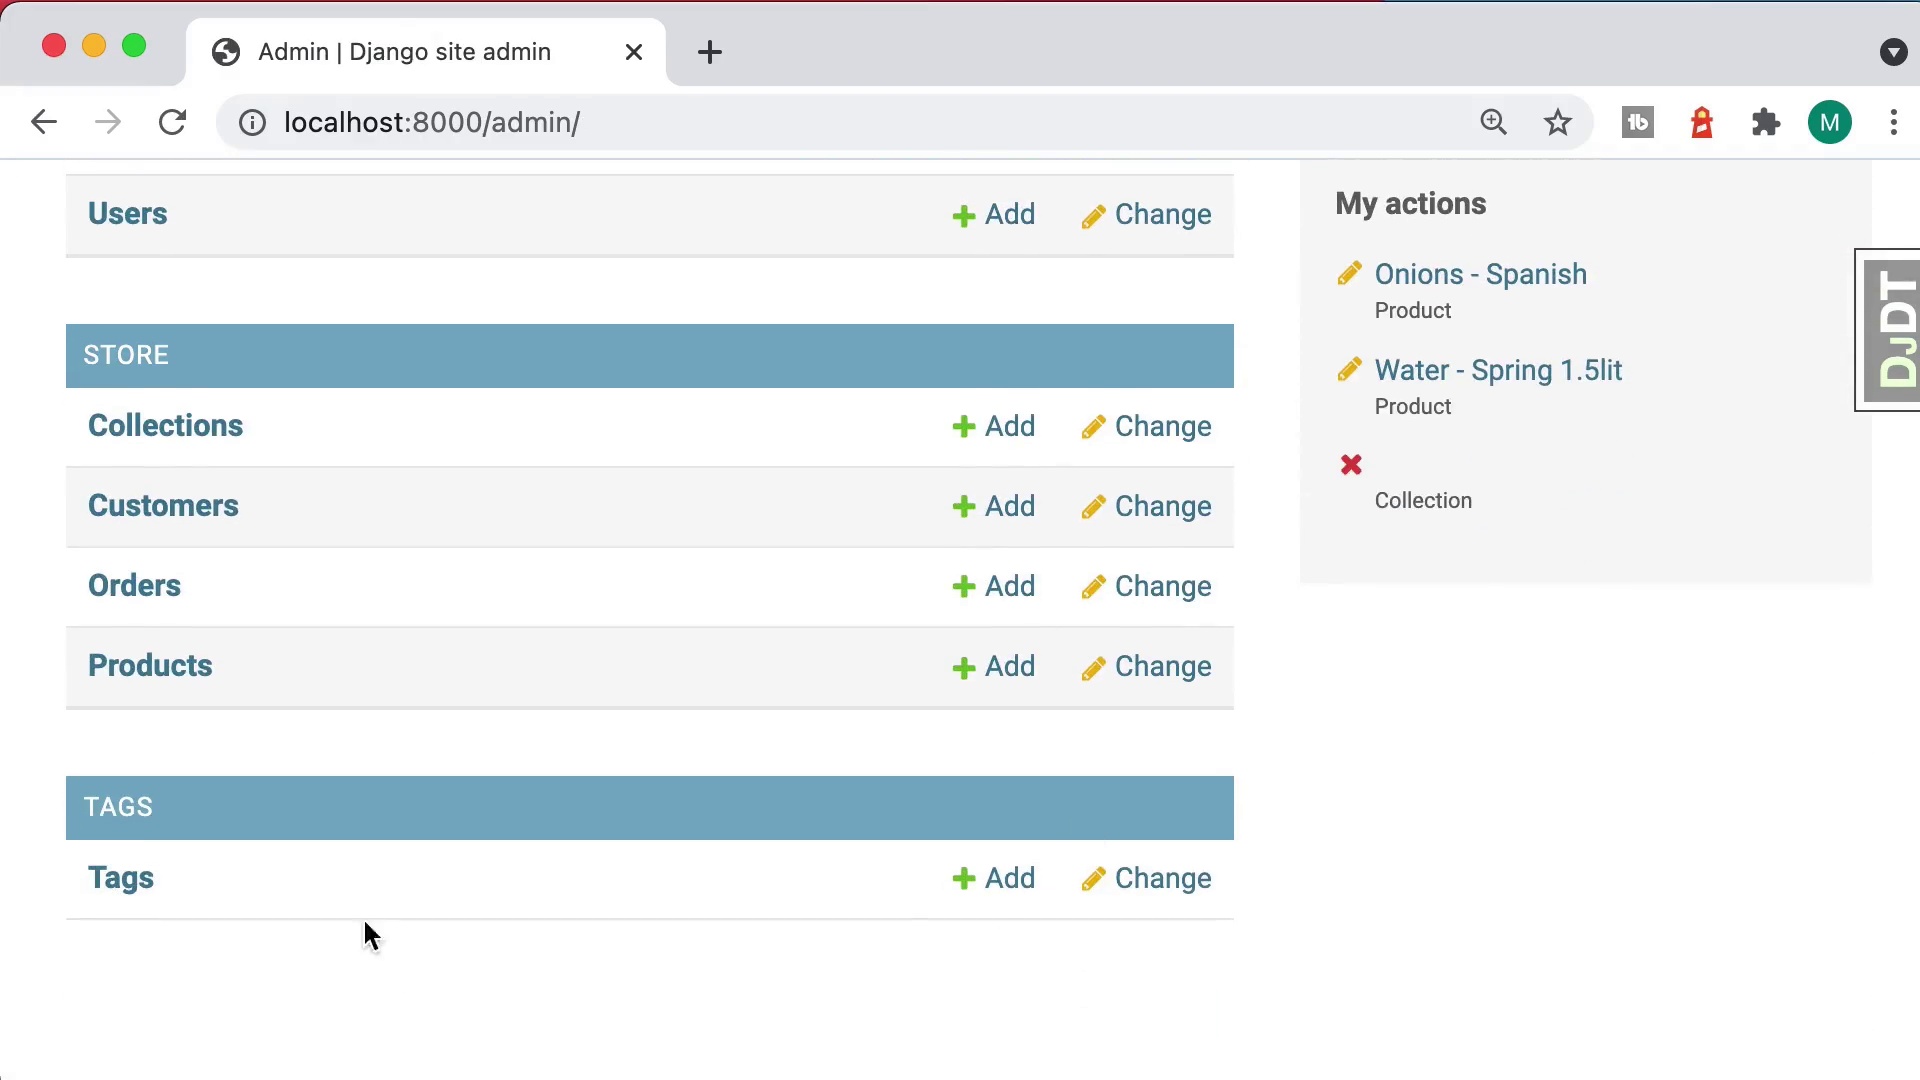 Admin | Django site admin
localhost:8000/admin/
tb
M
Users Add Change
STORE
Collections Add Change
Customers Add Change
Orders Add Change
Products Add Change
TAGS
Tags Add Change
My actions
Onions - Spanish
Product
Water - Spring 1.5lit
Product
Collection
DJDT